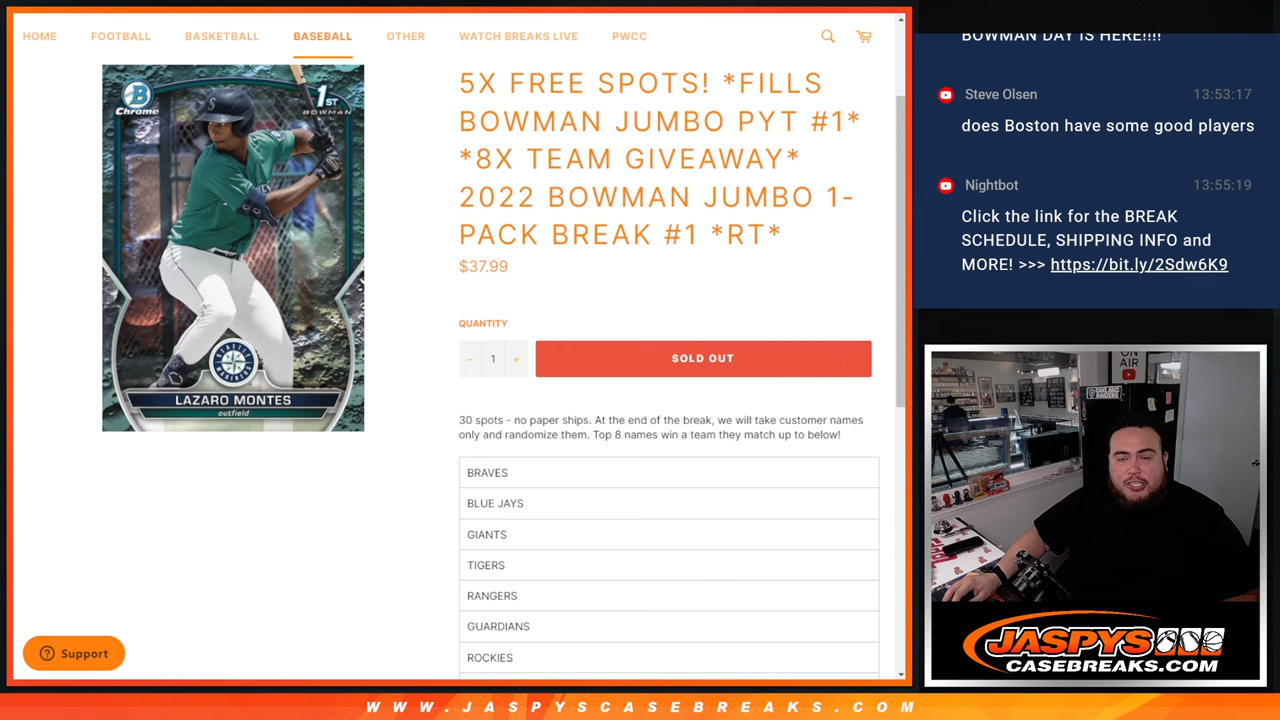 HOME FOOTBALL BASKETBALL BASEBALL OTHER WATCH BREAKS LIVE PWCC
B
Chrome
1ST
BOWMAN
S
LAZARO MONTES
outfield
5X FREE SPOTS! *FILLS
BOWMAN JUMBO PYT #1*
*8X TEAM GIVEAWAY*
2022 BOWMAN JUMBO 1-
PACK BREAK #1 *RT*
$37.99
QUANTITY
− 1 +
SOLD OUT
30 spots - no paper ships. At the end of the break, we will take customer names
only and randomize them. Top 8 names win a team they match up to below!
BRAVES
BLUE JAYS
GIANTS
TIGERS
RANGERS
GUARDIANS
ROCKIES
Support
BOWMAN DAY IS HERE!!!!
Steve Olsen 13:53:17
does Boston have some good players
Nightbot 13:55:19
Click the link for the BREAK
SCHEDULE, SHIPPING INFO and
MORE! >>> https://bit.ly/2Sdw6K9
ON
AIR
JASPYS
CASEBREAKS.COM
WWW.JASPYSCASEBREAKS.COM